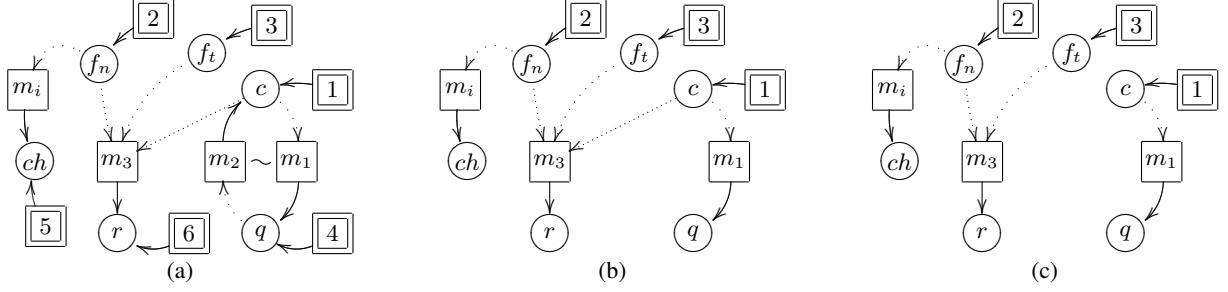 2 3 2 3 2 3
f_n f_t f_n f_t f_n f_t
m_i c 1 m_i c 1 m_i c 1
ch m_3 m_2 ~ m_1 ch m_3 m_1 ch m_3 m_1
5 r 6 q 4 r q r q
(a) (b) (c)